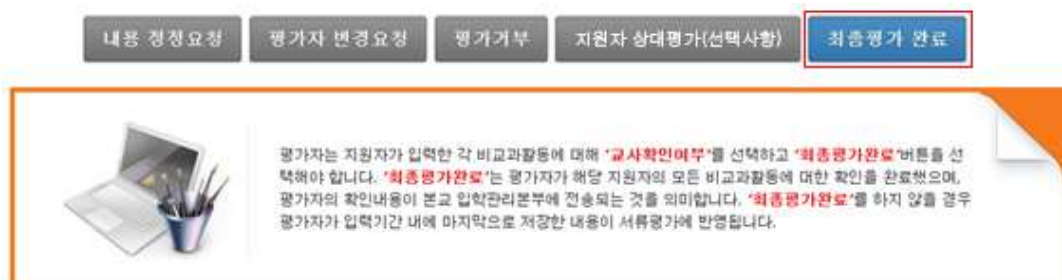 내용 정정요청 평가자 변경요청 평가거부 지원자 상대평가(선택사항) 최종평가 완료
평가자는 지원자가 입력한 각 비교과활동에 대해 "교사확인여부"를 선택하고 "최종평가완료"버튼을 선
택해야 합니다. "최종평가완료"는 평가자가 해당 지원자의 모든 비교과활동에 대한 확인을 완료했으며,
평가자의 확인내용이 본교 입학관리본부에 전송되는 것을 의미합니다. "최종평가완료"를 하지 않을 경우
평가자가 입력기간 내에 마지막으로 저장한 내용이 서류평가에 반영됩니다.